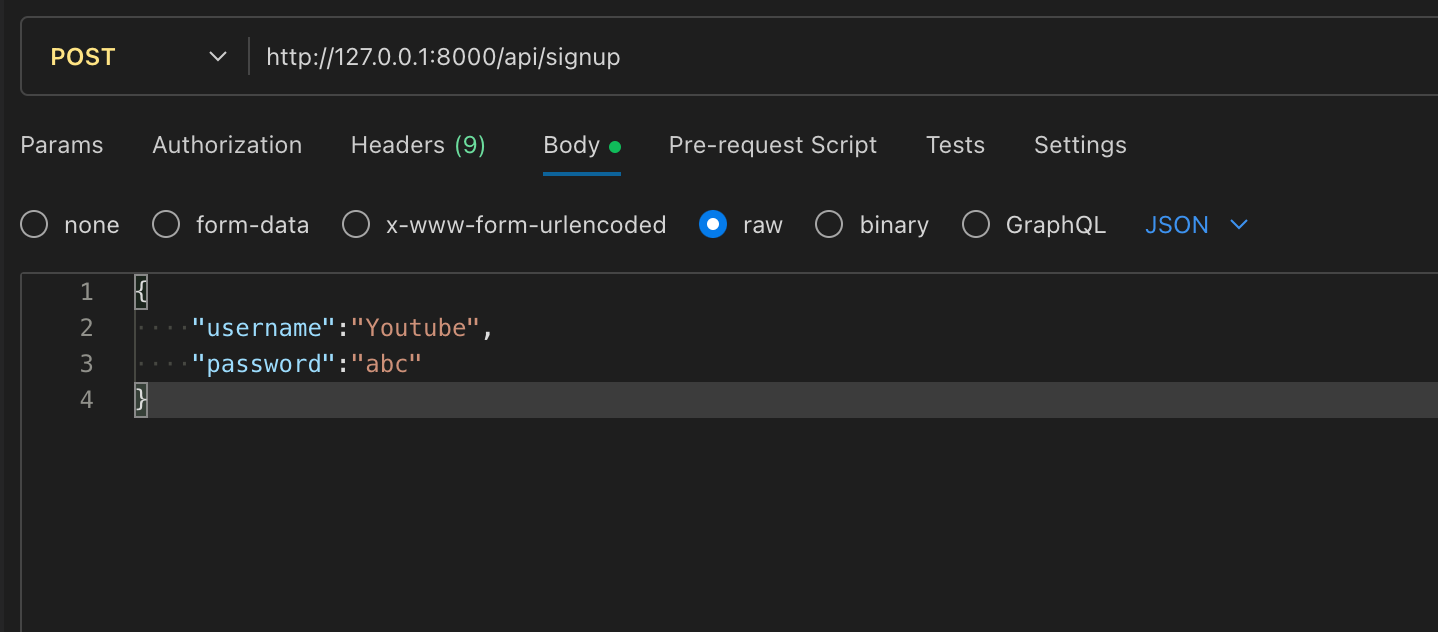 POST http://127.0.0.1:8000/api/signup
Params Authorization Headers (9) Body Pre-request Script Tests Settings
none form-data x-www-form-urlencoded raw binary GraphQL JSON
1 {
2 ····"username":"Youtube",
3 ····"password":"abc"
4 }